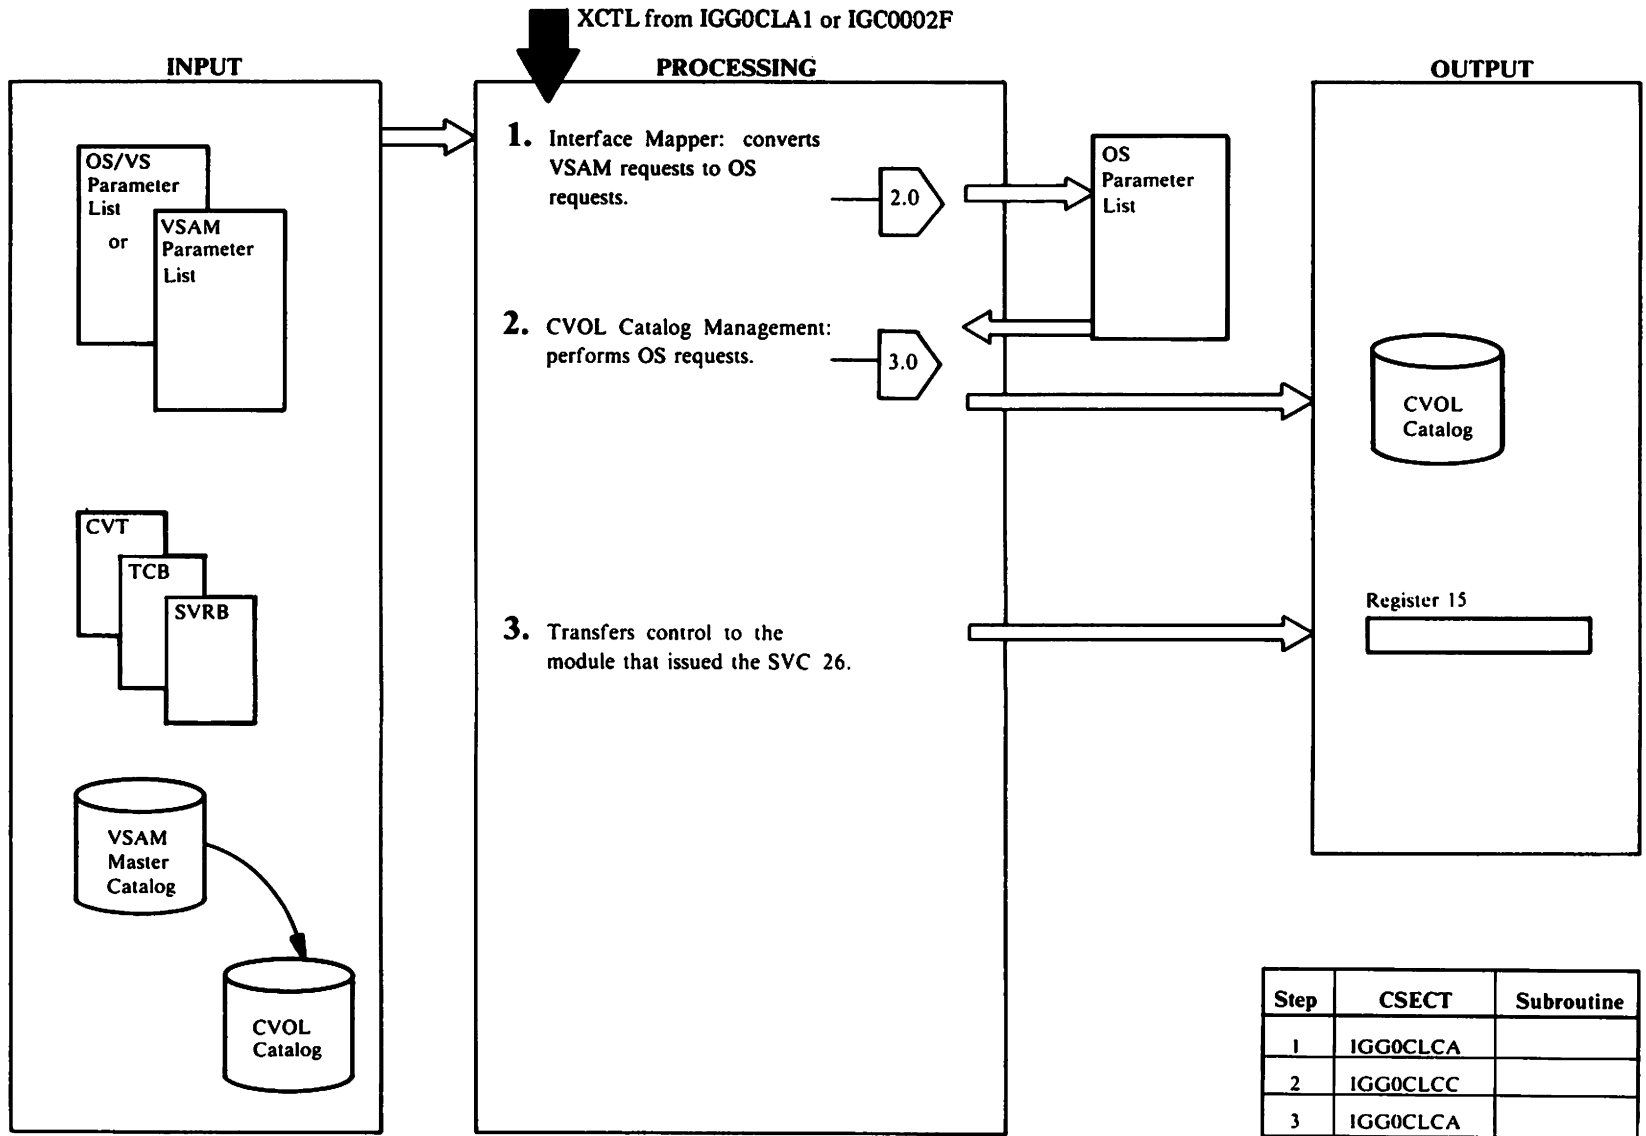 XCTL from IGG0CLA1 or IGC0002F
INPUT
PROCESSING
OUTPUT
OS/VS
Parameter
List
or
VSAM
Parameter
List
CVT
TCB
SVRB
VSAM
Master
Catalog
CVOL
Catalog
1. Interface Mapper: converts
VSAM requests to OS
requests.
2.0
2. CVOL Catalog Management:
performs OS requests.
3.0
3. Transfers control to the
module that issued the SVC 26.
OS
Parameter
List
CVOL
Catalog
Register 15
Step CSECT Subroutine
1 IGG0CLCA
2 IGG0CLCC
3 IGG0CLCA